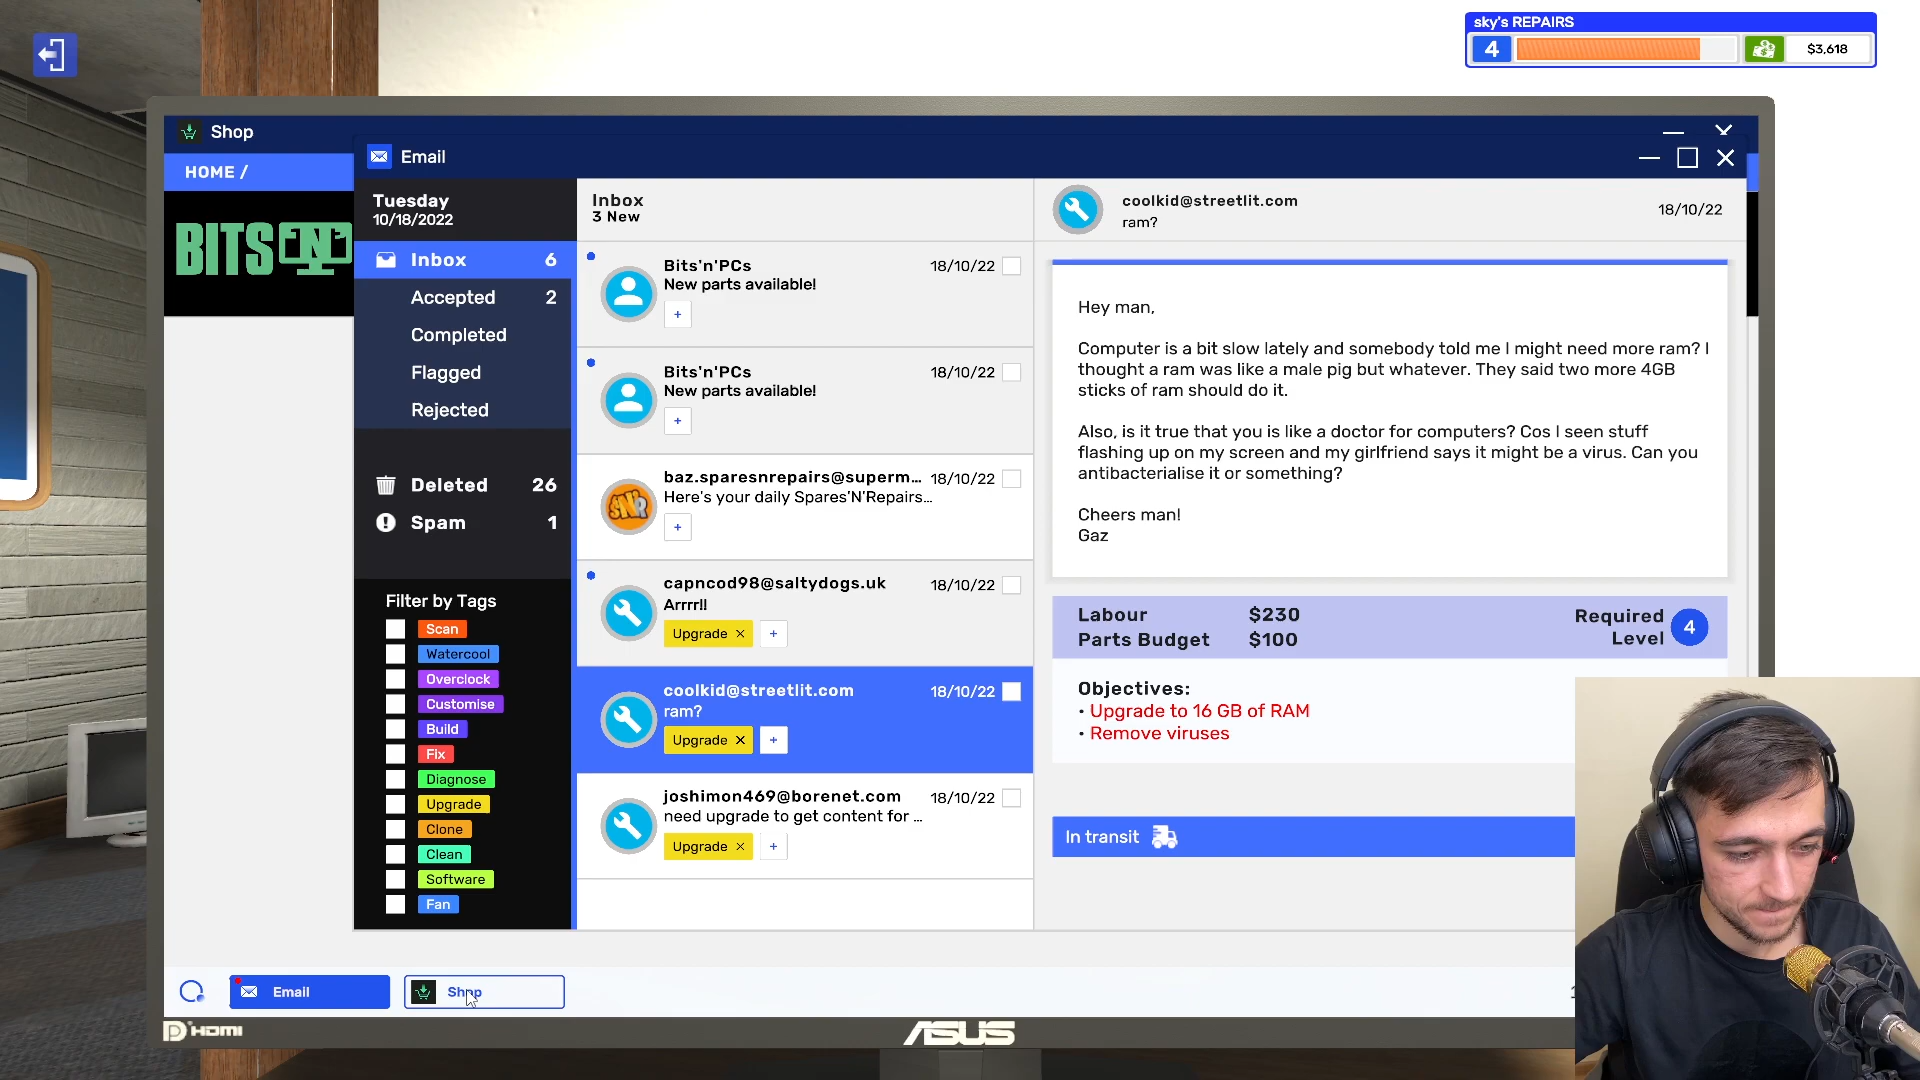 sky's REPAIRS
4
$3,618
Shop
HOME /
BITS
Email
Tuesday
10/18/2022
Inbox 6
Accepted 2
Completed
Flagged
Rejected
Deleted 26
Spam 1
Filter by Tags
Scan
Watercool
Overclock
Customise
Build
Fix
Diagnose
Upgrade
Clone
Clean
Software
Fan
Inbox
3 New
Bits'n'PCs 18/10/22
New parts available!
+
Bits'n'PCs 18/10/22
New parts available!
+
SNR
baz.sparesnrepairs@superm... 18/10/22
Here's your daily Spares'N'Repairs...
+
capncod98@saltydogs.uk 18/10/22
Arrrr!!
Upgrade × +
coolkid@streetlit.com 18/10/22
ram?
Upgrade × +
joshimon469@borenet.com 18/10/22
need upgrade to get content for ...
Upgrade × +
coolkid@streetlit.com
ram?
18/10/22
Hey man,
Computer is a bit slow lately and somebody told me I might need more ram? I
thought a ram was like a male pig but whatever. They said two more 4GB
sticks of ram should do it.
Also, is it true that you is like a doctor for computers? Cos I seen stuff
flashing up on my screen and my girlfriend says it might be a virus. Can you
antibacterialise it or something?
Cheers man!
Gaz
Labour $230
Parts Budget $100
Required
Level 4
Objectives:
• Upgrade to 16 GB of RAM
• Remove viruses
In transit
Email
Shop
HDMI
ASUS